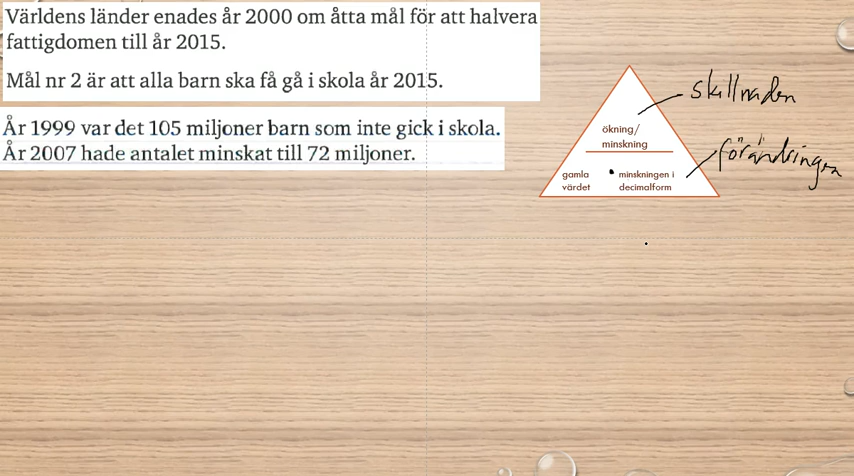 Världens länder enades år 2000 om åtta mål för att halvera
fattigdomen till år 2015.
Mål nr 2 är att alla barn ska få gå i skola år 2015.
År 1999 var det 105 miljoner barn som inte gick i skola.
År 2007 hade antalet minskat till 72 miljoner.
skillnaden
ökning/
minskning
förändringen
gamla
värdet
minskningen i
decimalform